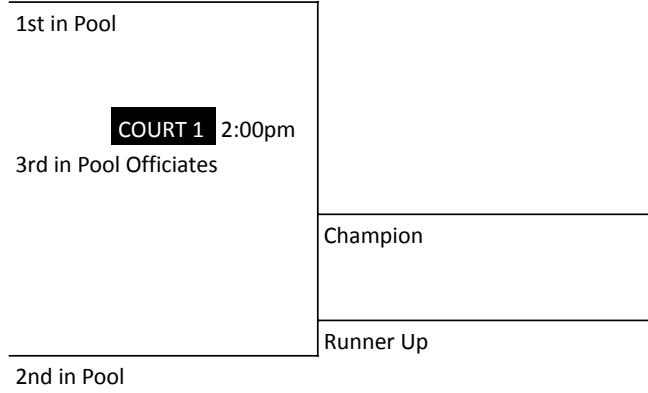 1st in Pool
COURT 1 2:00pm
3rd in Pool Officiates
Champion
Runner Up
2nd in Pool